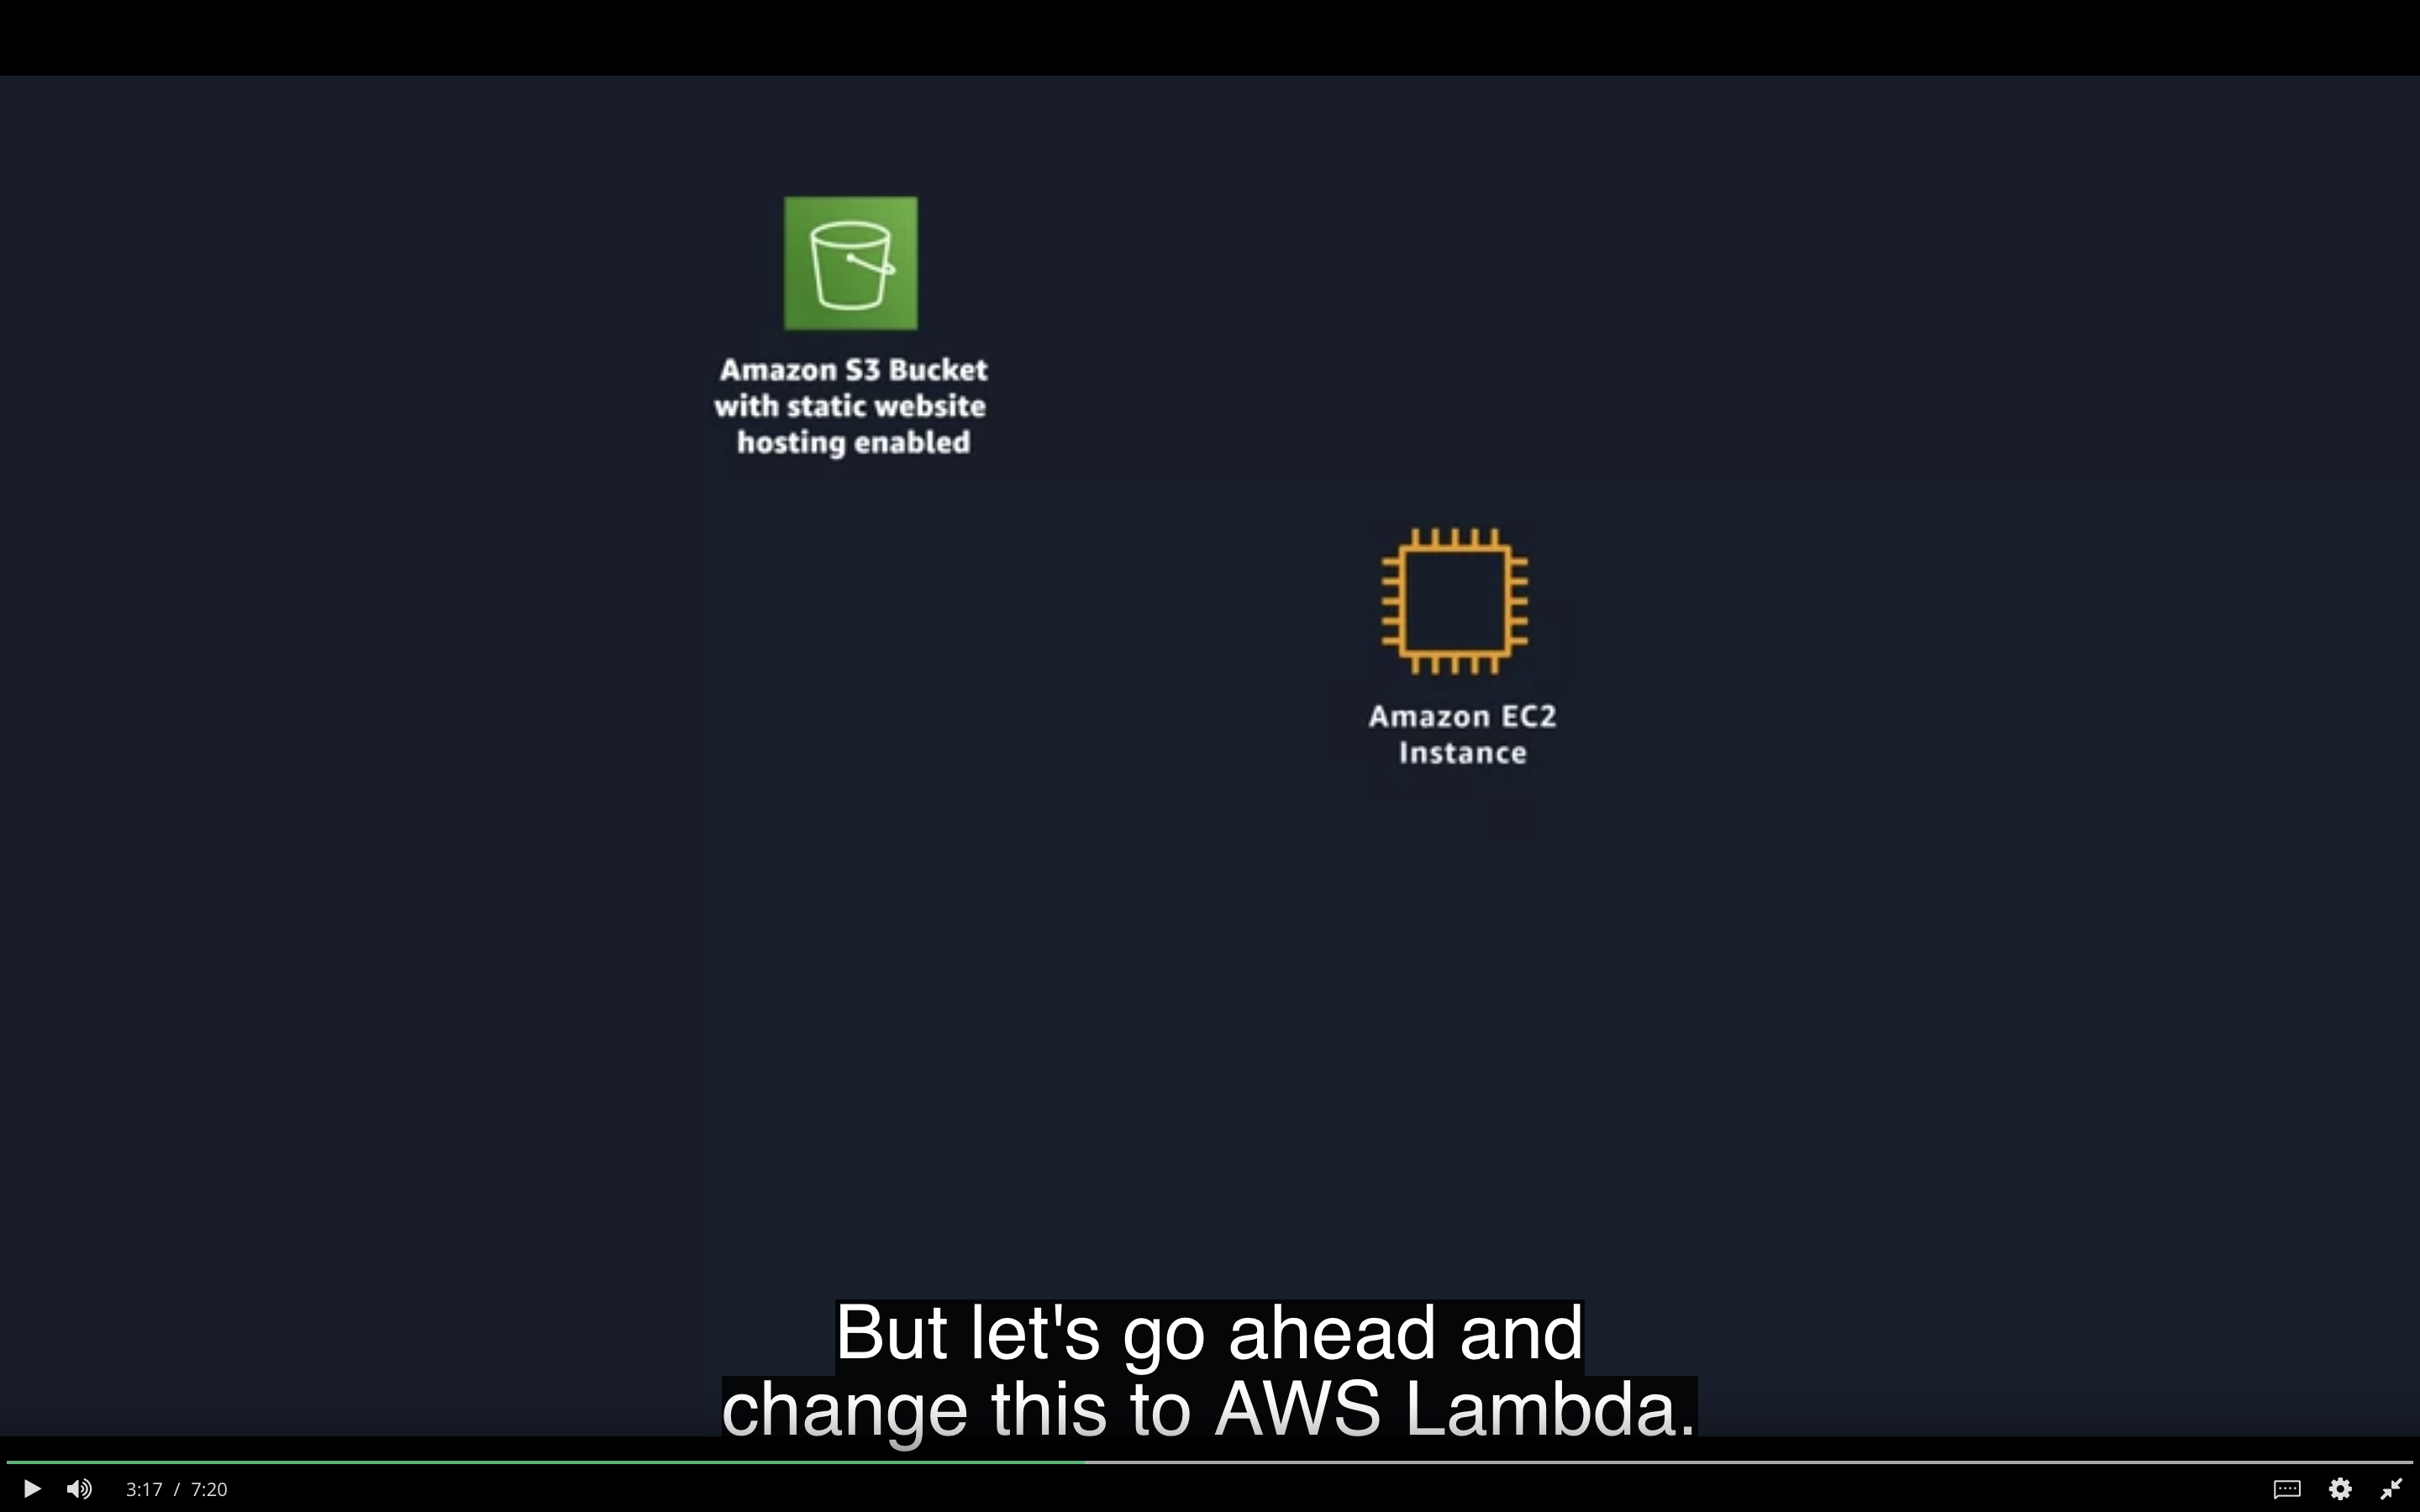 Amazon S3 Bucket
with static website
hosting enabled
Amazon EC2
Instance
But let's go ahead and
change this to AWS Lambda.
3:17 / 7:20